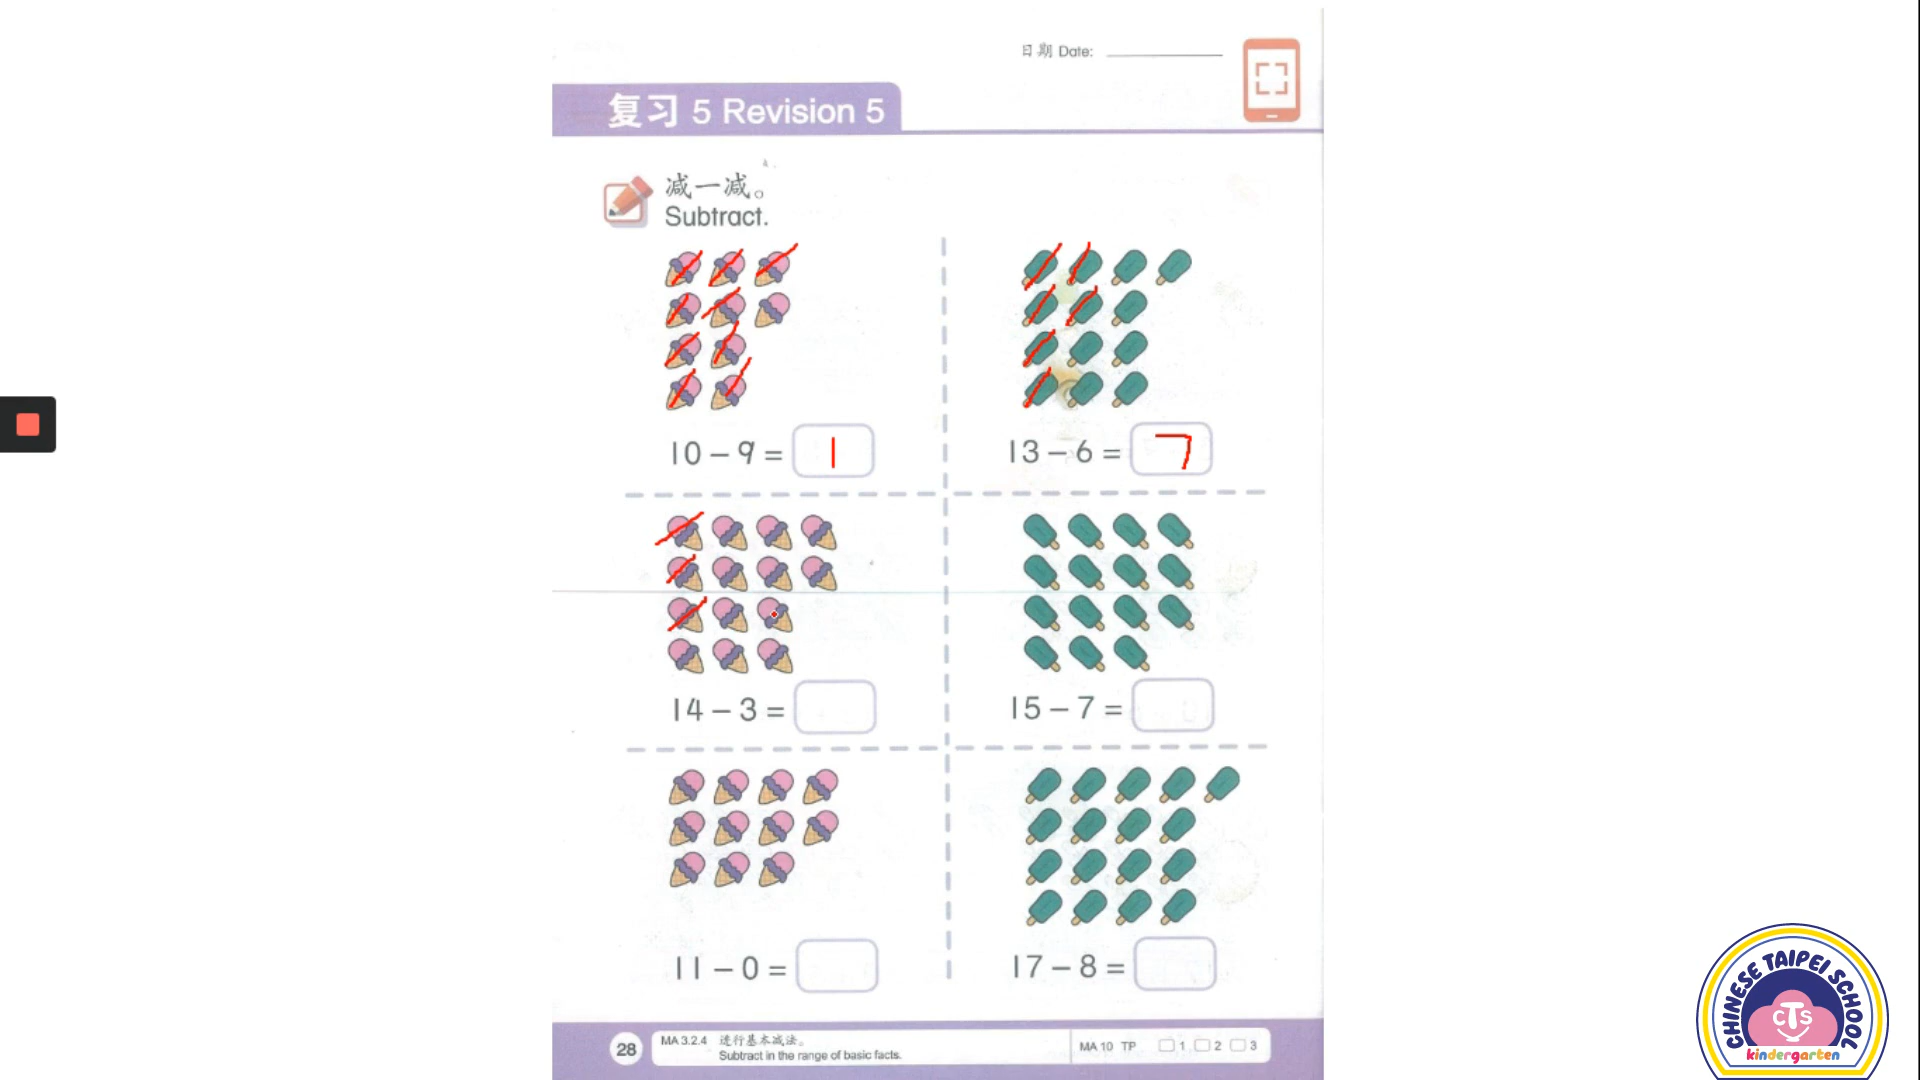 日期 Date:
复习 5 Revision 5
减一减。
Subtract.
10 – 9 = 1
13 – 6 = 7
14 – 3 =
15 – 7 =
11 – 0 =
17 – 8 =
28
MA 3.2.4 进行基本减法。
Subtract in the range of basic facts.
MA 10 TP 1 2 3
CHINESE TAIPEI SCHOOL
CTS
kindergarten